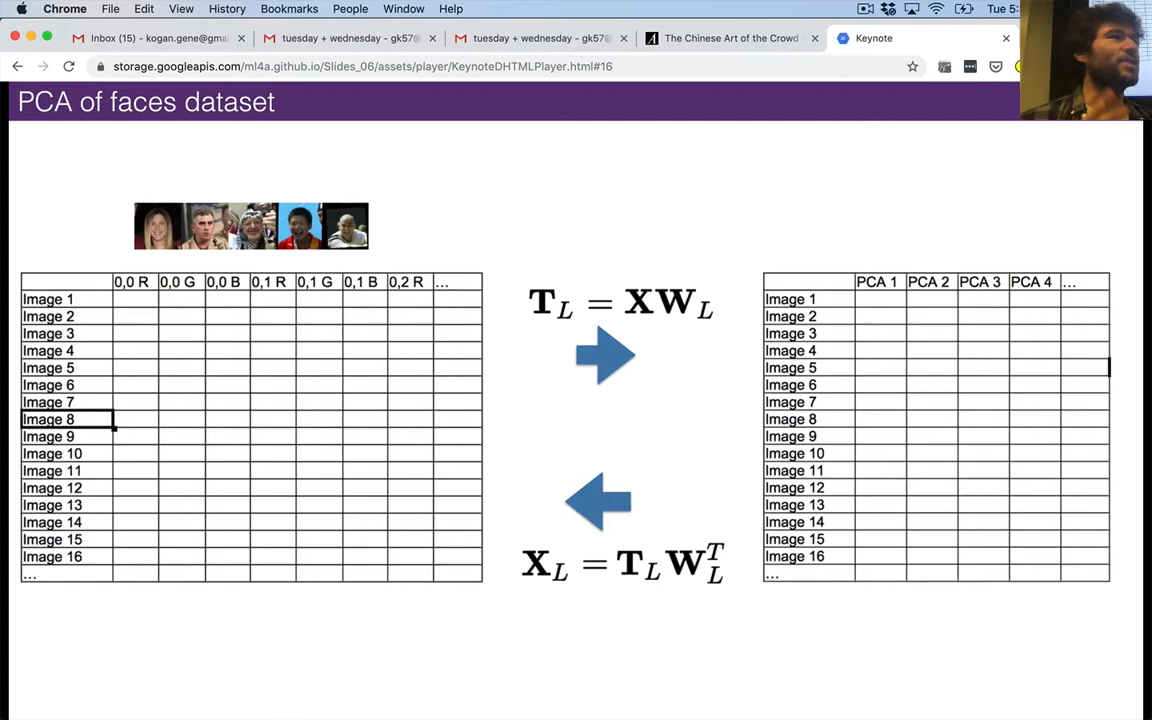 Chrome File Edit View History Bookmarks People Window Help Tue 5:
Inbox (15) - kogan.gene@gmai tuesday + wednesday - gk57@ tuesday + wednesday - gk57@ The Chinese Art of the Crowd Keynote
storage.googleapis.com/ml4a.github.io/Slides_06/assets/player/KeynoteDHTMLPlayer.html#16
PCA of faces dataset
0,0 R 0,0 G 0,0 B 0,1 R 0,1 G 0,1 B 0,2 R ...
Image 1
Image 2
Image 3
Image 4
Image 5
Image 6
Image 7
Image 8
Image 9
Image 10
Image 11
Image 12
Image 13
Image 14
Image 15
Image 16
...
T_L = XW_L
X_L = T_L W_L^T
PCA 1 PCA 2 PCA 3 PCA 4 ...
Image 1
Image 2
Image 3
Image 4
Image 5
Image 6
Image 7
Image 8
Image 9
Image 10
Image 11
Image 12
Image 13
Image 14
Image 15
Image 16
...